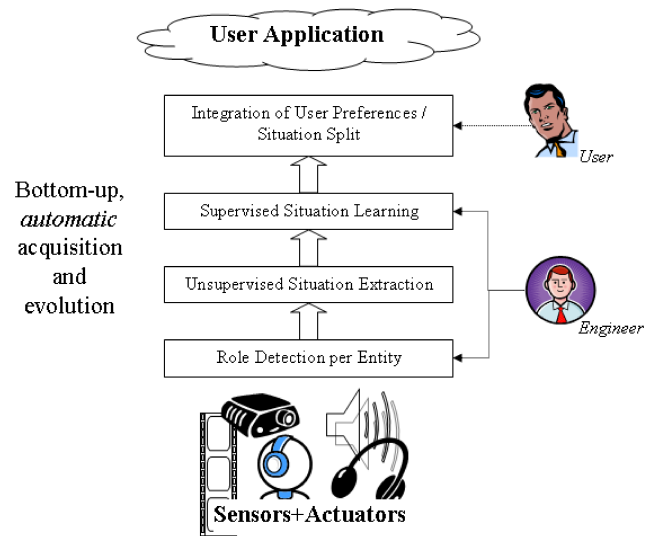 User Application
Integration of User Preferences /
Situation Split
User
Bottom-up,
automatic
acquisition
and
evolution
Supervised Situation Learning
Unsupervised Situation Extraction
Engineer
Role Detection per Entity
Sensors+Actuators